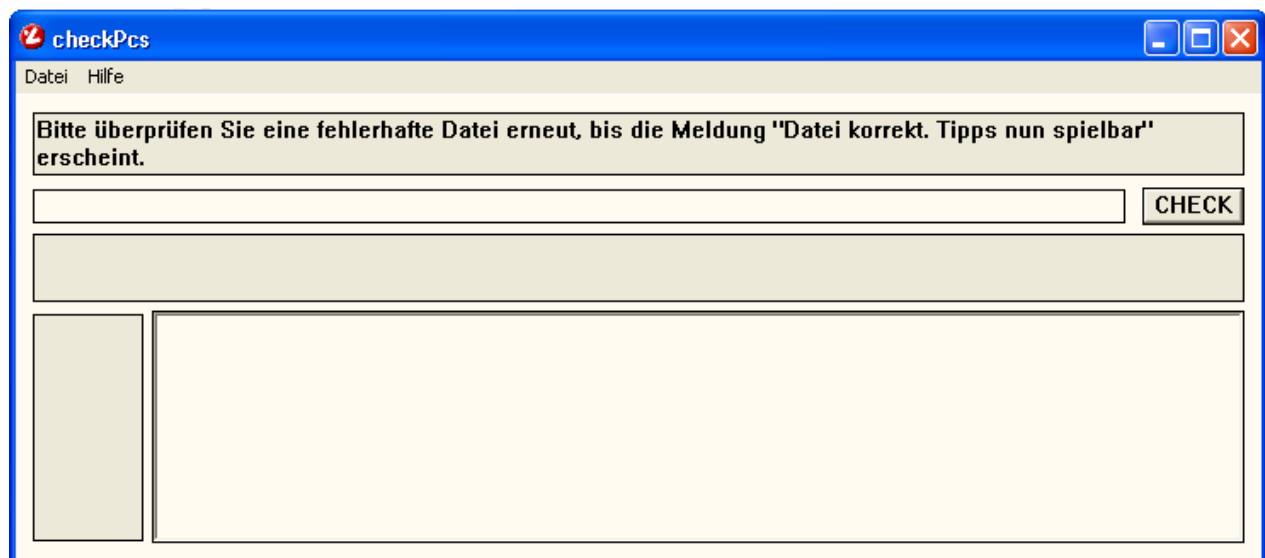 checkPcs
Datei Hilfe
Bitte überprüfen Sie eine fehlerhafte Datei erneut, bis die Meldung "Datei korrekt. Tipps nun spielbar"
erscheint.
CHECK